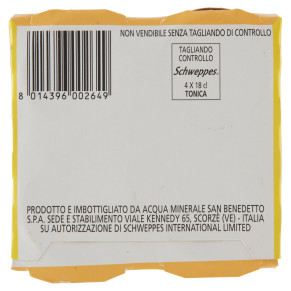 NON VENDIBILE SENZA TAGLIANDO DI CONTROLLO
TAGLIANDO
CONTROLLO
Schweppes
4 X 18 cl
TONICA
8 014396 002649
PRODOTTO E IMBOTTIGLIATO DA ACQUA MINERALE SAN BENEDETTO
S.P.A. SEDE E STABILIMENTO VIALE KENNEDY 65, SCORZÈ (VE) - ITALIA
SU AUTORIZZAZIONE DI SCHWEPPES INTERNATIONAL LIMITED